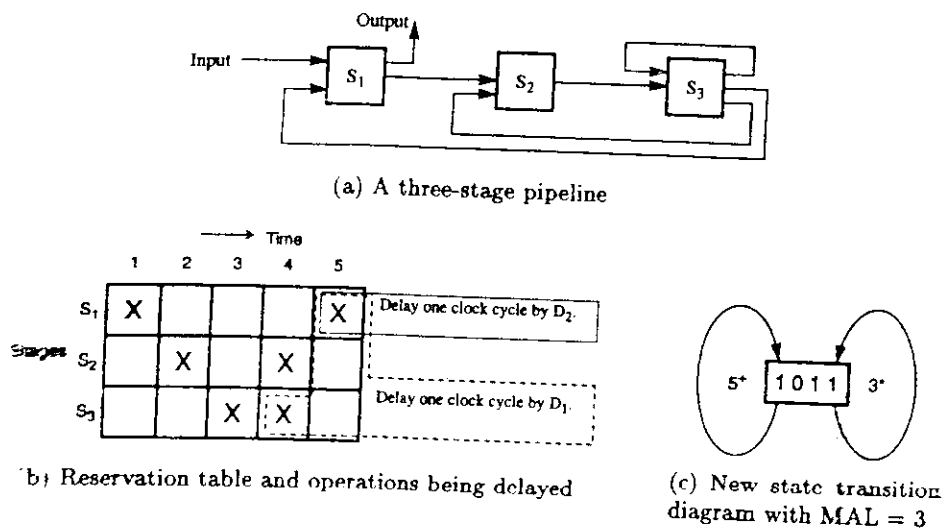 Output
Input
S1
S2
S3
(a) A three-stage pipeline
Time
1 2 3 4 5
S1 X X Delay one clock cycle by D2.
Stages S2 X X
S3 X X Delay one clock cycle by D1.
b) Reservation table and operations being delayed
5+ 1011 3*
(c) New state transition
diagram with MAL = 3